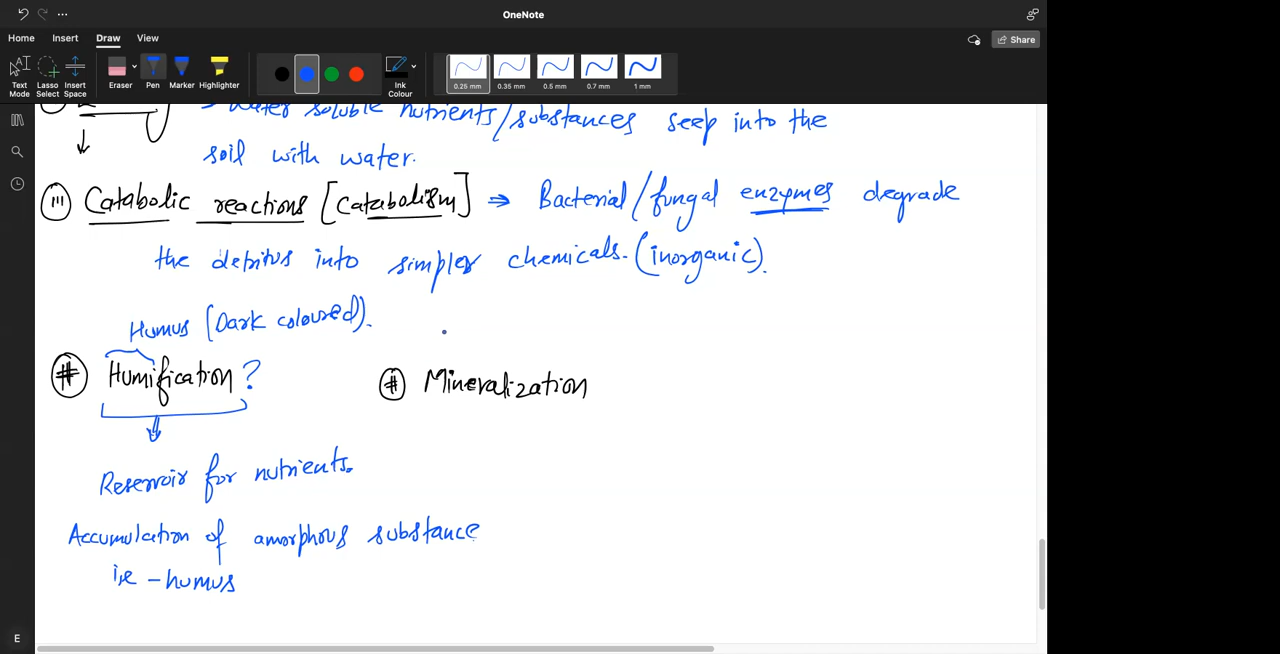 OneNote
Home Insert Draw View
Share
Text Mode Lasso Select Insert Space Eraser Pen Marker Highlighter Ink Colour 0.25 mm 0.35 mm 0.5 mm 0.7 mm 1 mm
→ Water soluble nutrients/substances seep into the
soil with water.
(III) Catabolic reactions [catabolism] ⇒ Bacterial/fungal enzymes degrade
the detritus into simpler chemicals. (inorganic).
Humus (Dark coloured).
# Humification? # Mineralization
Reservoir for nutrients.
Accumulation of amorphous substance
i.e - humus
E